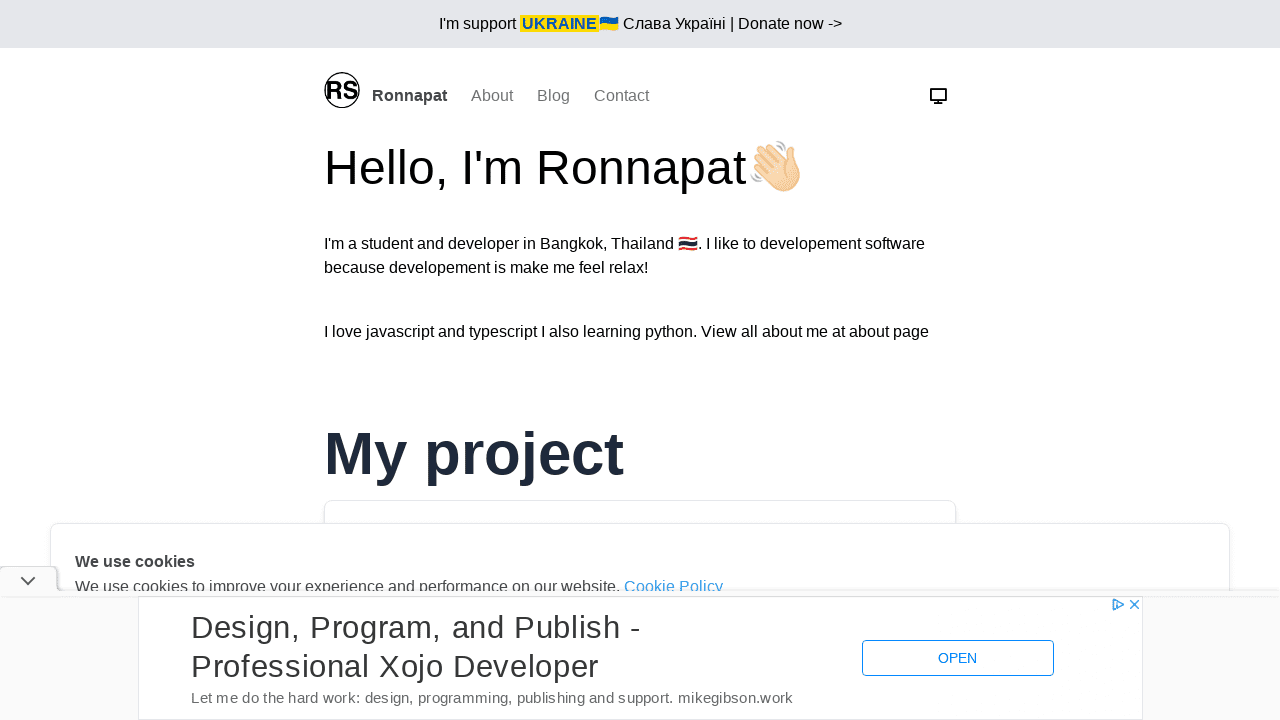 I'm support UKRAINE🇺🇦 Слава Україні | Donate now ->
RS Ronnapat About Blog Contact
Hello, I'm Ronnapat👋🏻
I'm a student and developer in Bangkok, Thailand 🇹🇭. I like to developement software
because developement is make me feel relax!
I love javascript and typescript I also learning python. View all about me at about page
My project
We use cookies
We use cookies to improve your experience and performance on our website. Cookie Policy
Design, Program, and Publish -
Professional Xojo Developer
OPEN
Let me do the hard work: design, programming, publishing and support. mikegibson.work